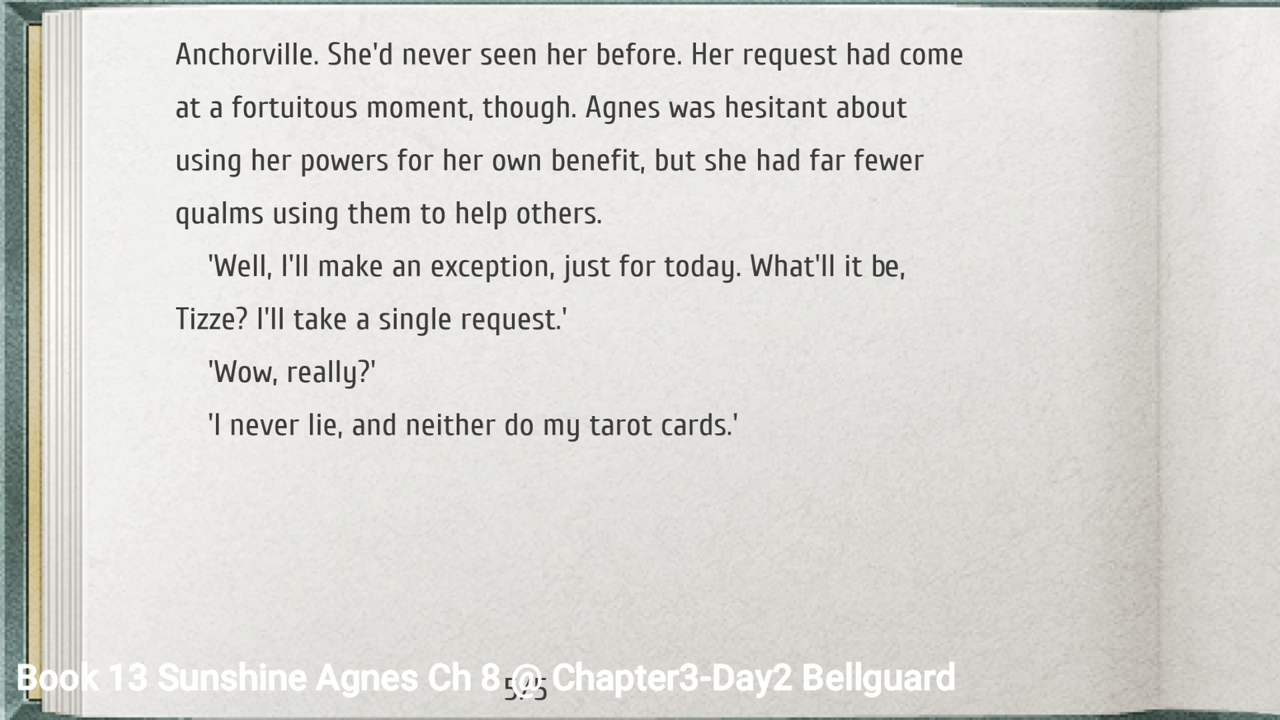 Anchorville. She'd never seen her before. Her request had come
at a fortuitous moment, though. Agnes was hesitant about
using her powers for her own benefit, but she had far fewer
qualms using them to help others.
'Well, I'll make an exception, just for today. What'll it be,
Tizze? I'll take a single request.'
'Wow, really?'
'I never lie, and neither do my tarot cards.'
Book 13 Sunshine Agnes Ch 8 @ Chapter3-Day2 Bellguard
5/5